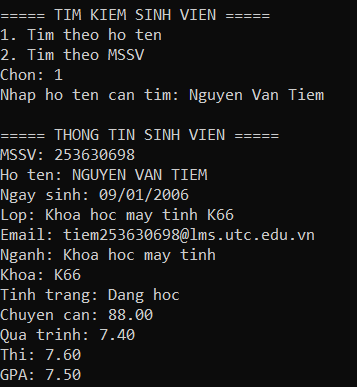 ===== TIM KIEM SINH VIEN =====
1. Tim theo ho ten
2. Tim theo MSSV
Chon: 1
Nhap ho ten can tim: Nguyen Van Tiem

===== THONG TIN SINH VIEN =====
MSSV: 253630698
Ho ten: NGUYEN VAN TIEM
Ngay sinh: 09/01/2006
Lop: Khoa hoc may tinh K66
Email: tiem253630698@lms.utc.edu.vn
Nganh: Khoa hoc may tinh
Khoa: K66
Tinh trang: Dang hoc
Chuyen can: 88.00
Qua trinh: 7.40
Thi: 7.60
GPA: 7.50